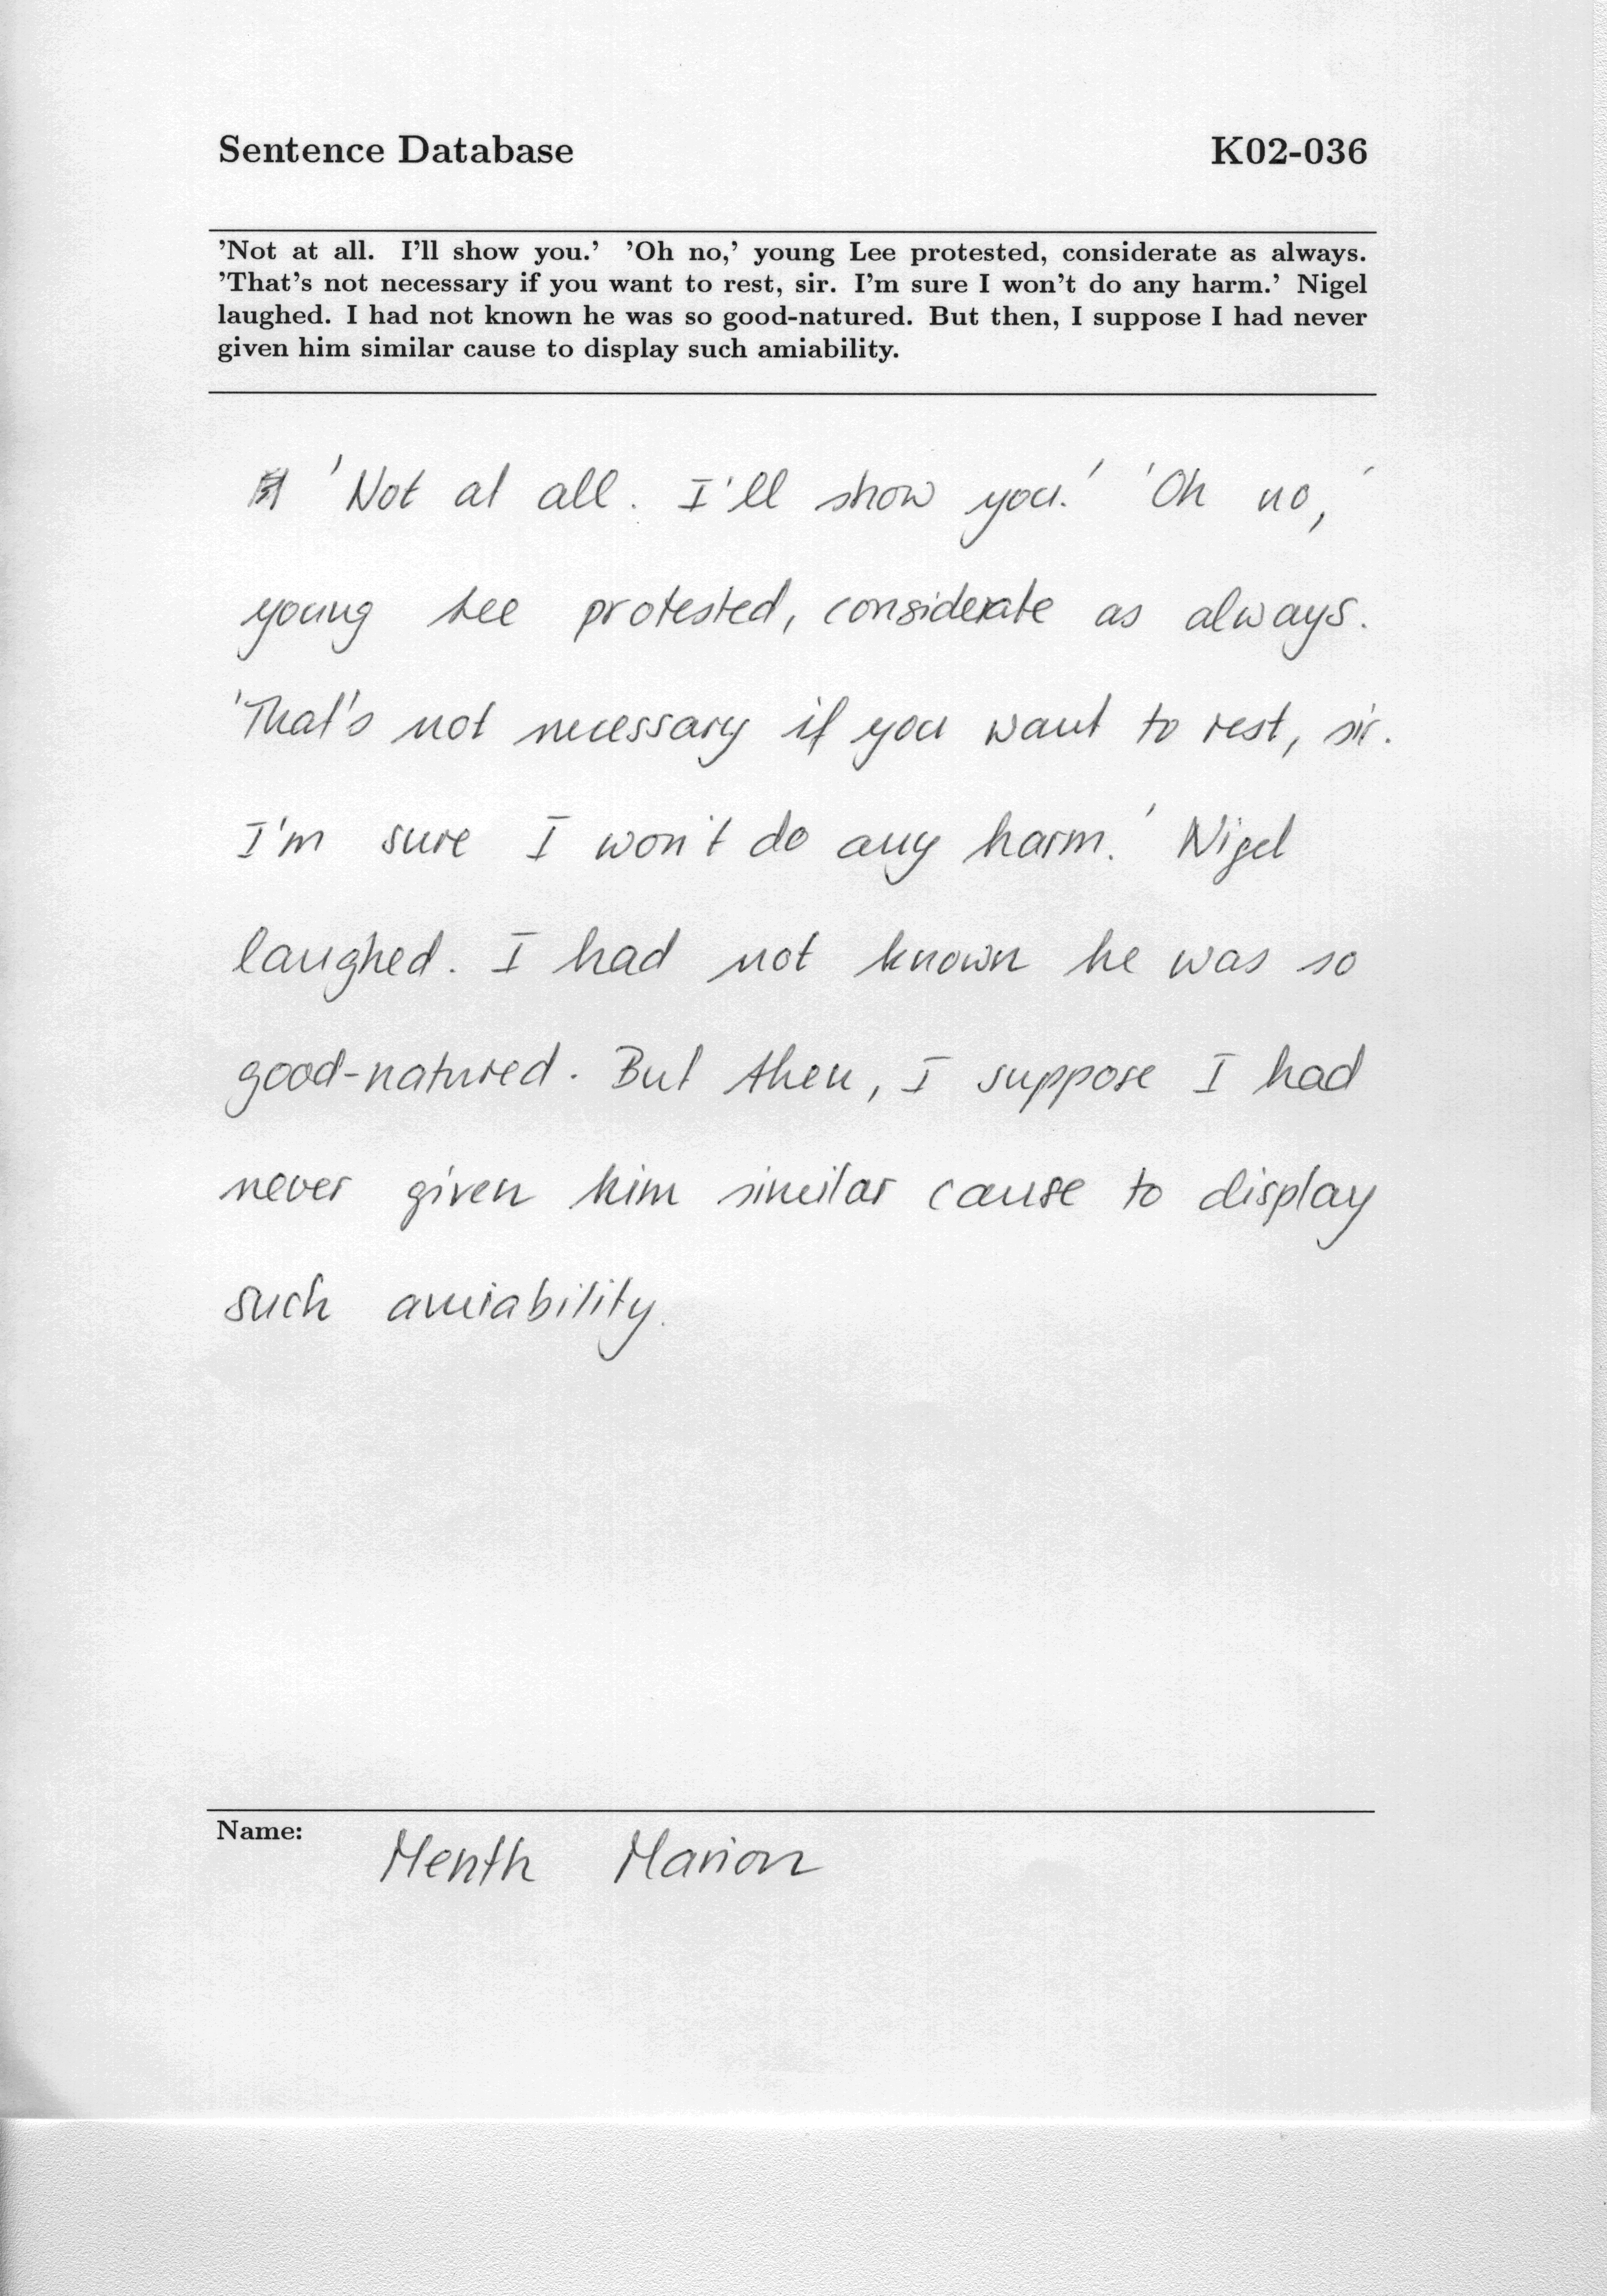 Sentence Database K02-036
'Not at all. I'll show you.' 'Oh no,' young Lee protested, considerate as always.
'That's not necessary if you want to rest, sir. I'm sure I won't do any harm.' Nigel
laughed. I had not known he was so good-natured. But then, I suppose I had never
given him similar cause to display such amiability.
'Not at all. I'll show you.' 'Oh no,'
young Lee protested, considerate as always.
'That's not necessary if you want to rest, sir.
I'm sure I won't do any harm.' Nigel
laughed. I had not known he was so
good-natured. But then, I suppose I had
never given him similar cause to display
such amiability.
Name: Menth Marion